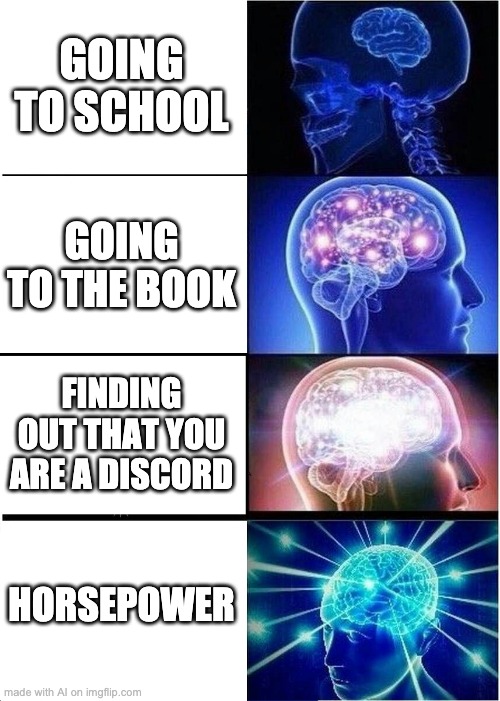 GOING
TO SCHOOL
GOING
TO THE BOOK
FINDING
OUT THAT YOU
ARE A DISCORD
HORSEPOWER
made with AI on imgflip.com